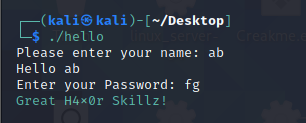 ┌──(kali㉿kali)-[~/Desktop]
└─$ ./hello
Please enter your name: ab
Hello ab
Enter your Password: fg
Great H4×0r Skillz!